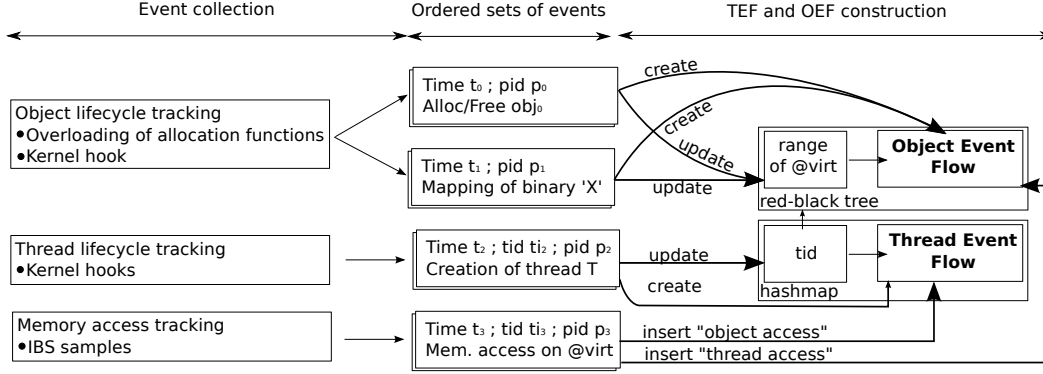 Event collection
Ordered sets of events
TEF and OEF construction
Object lifecycle tracking
●Overloading of allocation functions
●Kernel hook
Time t₀ ; pid p₀
Alloc/Free obj₀
Time t₁ ; pid p₁
Mapping of binary 'X'
create
create
update
update
range
of @virt
Object Event
Flow
red-black tree
Thread lifecycle tracking
●Kernel hooks
Time t₂ ; tid ti₂ ; pid p₂
Creation of thread T
update
create
tid
Thread Event
Flow
hashmap
Memory access tracking
●IBS samples
Time t₃ ; tid ti₃ ; pid p₃
Mem. access on @virt
insert "object access"
insert "thread access"